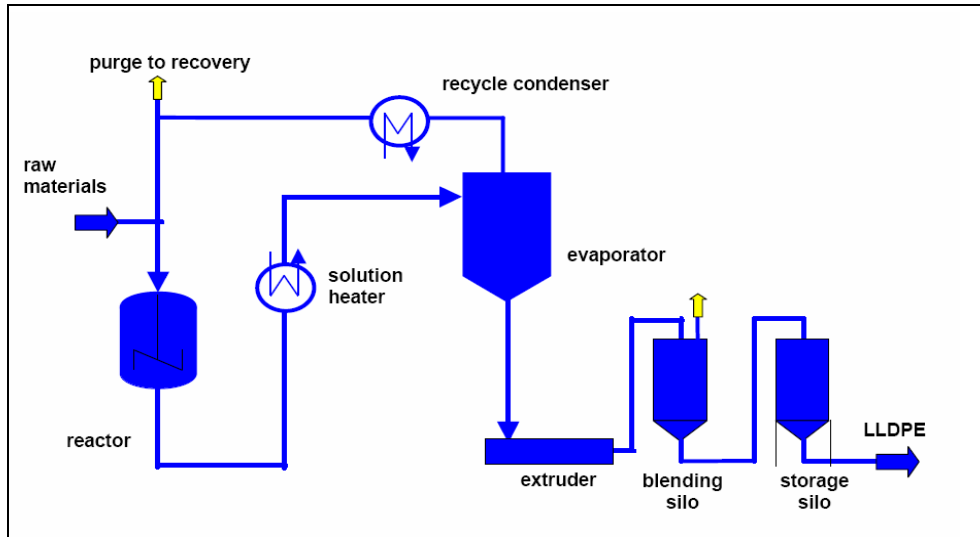 purge to recovery
recycle condenser
raw
materials
evaporator
solution
heater
reactor
LLDPE
extruder
blending
silo
storage
silo